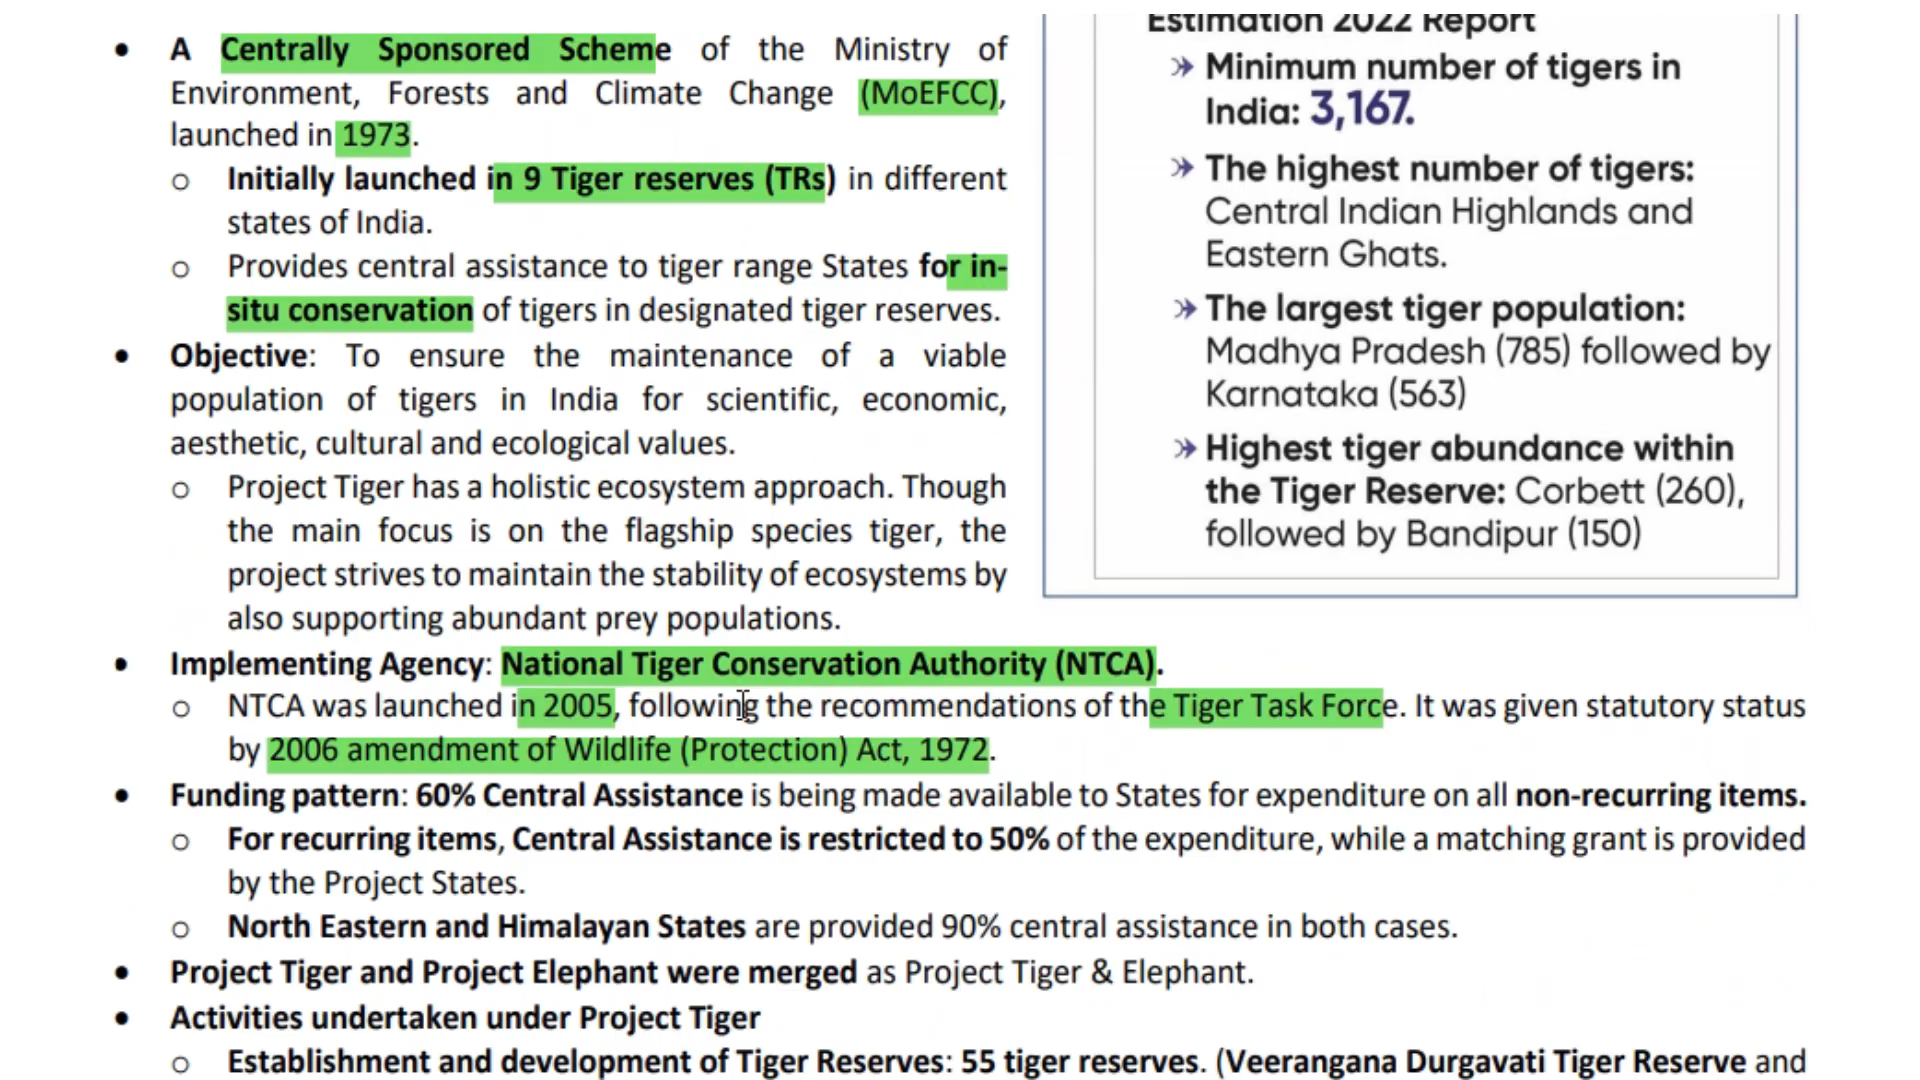 • A Centrally Sponsored Scheme of the Ministry of
Environment, Forests and Climate Change (MoEFCC),
launched in 1973.
o Initially launched in 9 Tiger reserves (TRs) in different
states of India.
o Provides central assistance to tiger range States for in-
situ conservation of tigers in designated tiger reserves.
• Objective: To ensure the maintenance of a viable
population of tigers in India for scientific, economic,
aesthetic, cultural and ecological values.
o Project Tiger has a holistic ecosystem approach. Though
the main focus is on the flagship species tiger, the
project strives to maintain the stability of ecosystems by
also supporting abundant prey populations.
Estimation 2022 Report
Minimum number of tigers in
India: 3,167.
The highest number of tigers:
Central Indian Highlands and
Eastern Ghats.
The largest tiger population:
Madhya Pradesh (785) followed by
Karnataka (563)
Highest tiger abundance within
the Tiger Reserve: Corbett (260),
followed by Bandipur (150)
• Implementing Agency: National Tiger Conservation Authority (NTCA).
o NTCA was launched in 2005, following the recommendations of the Tiger Task Force. It was given statutory status
by 2006 amendment of Wildlife (Protection) Act, 1972.
• Funding pattern: 60% Central Assistance is being made available to States for expenditure on all non-recurring items.
o For recurring items, Central Assistance is restricted to 50% of the expenditure, while a matching grant is provided
by the Project States.
o North Eastern and Himalayan States are provided 90% central assistance in both cases.
• Project Tiger and Project Elephant were merged as Project Tiger & Elephant.
• Activities undertaken under Project Tiger
o Establishment and development of Tiger Reserves: 55 tiger reserves. (Veerangana Durgavati Tiger Reserve and